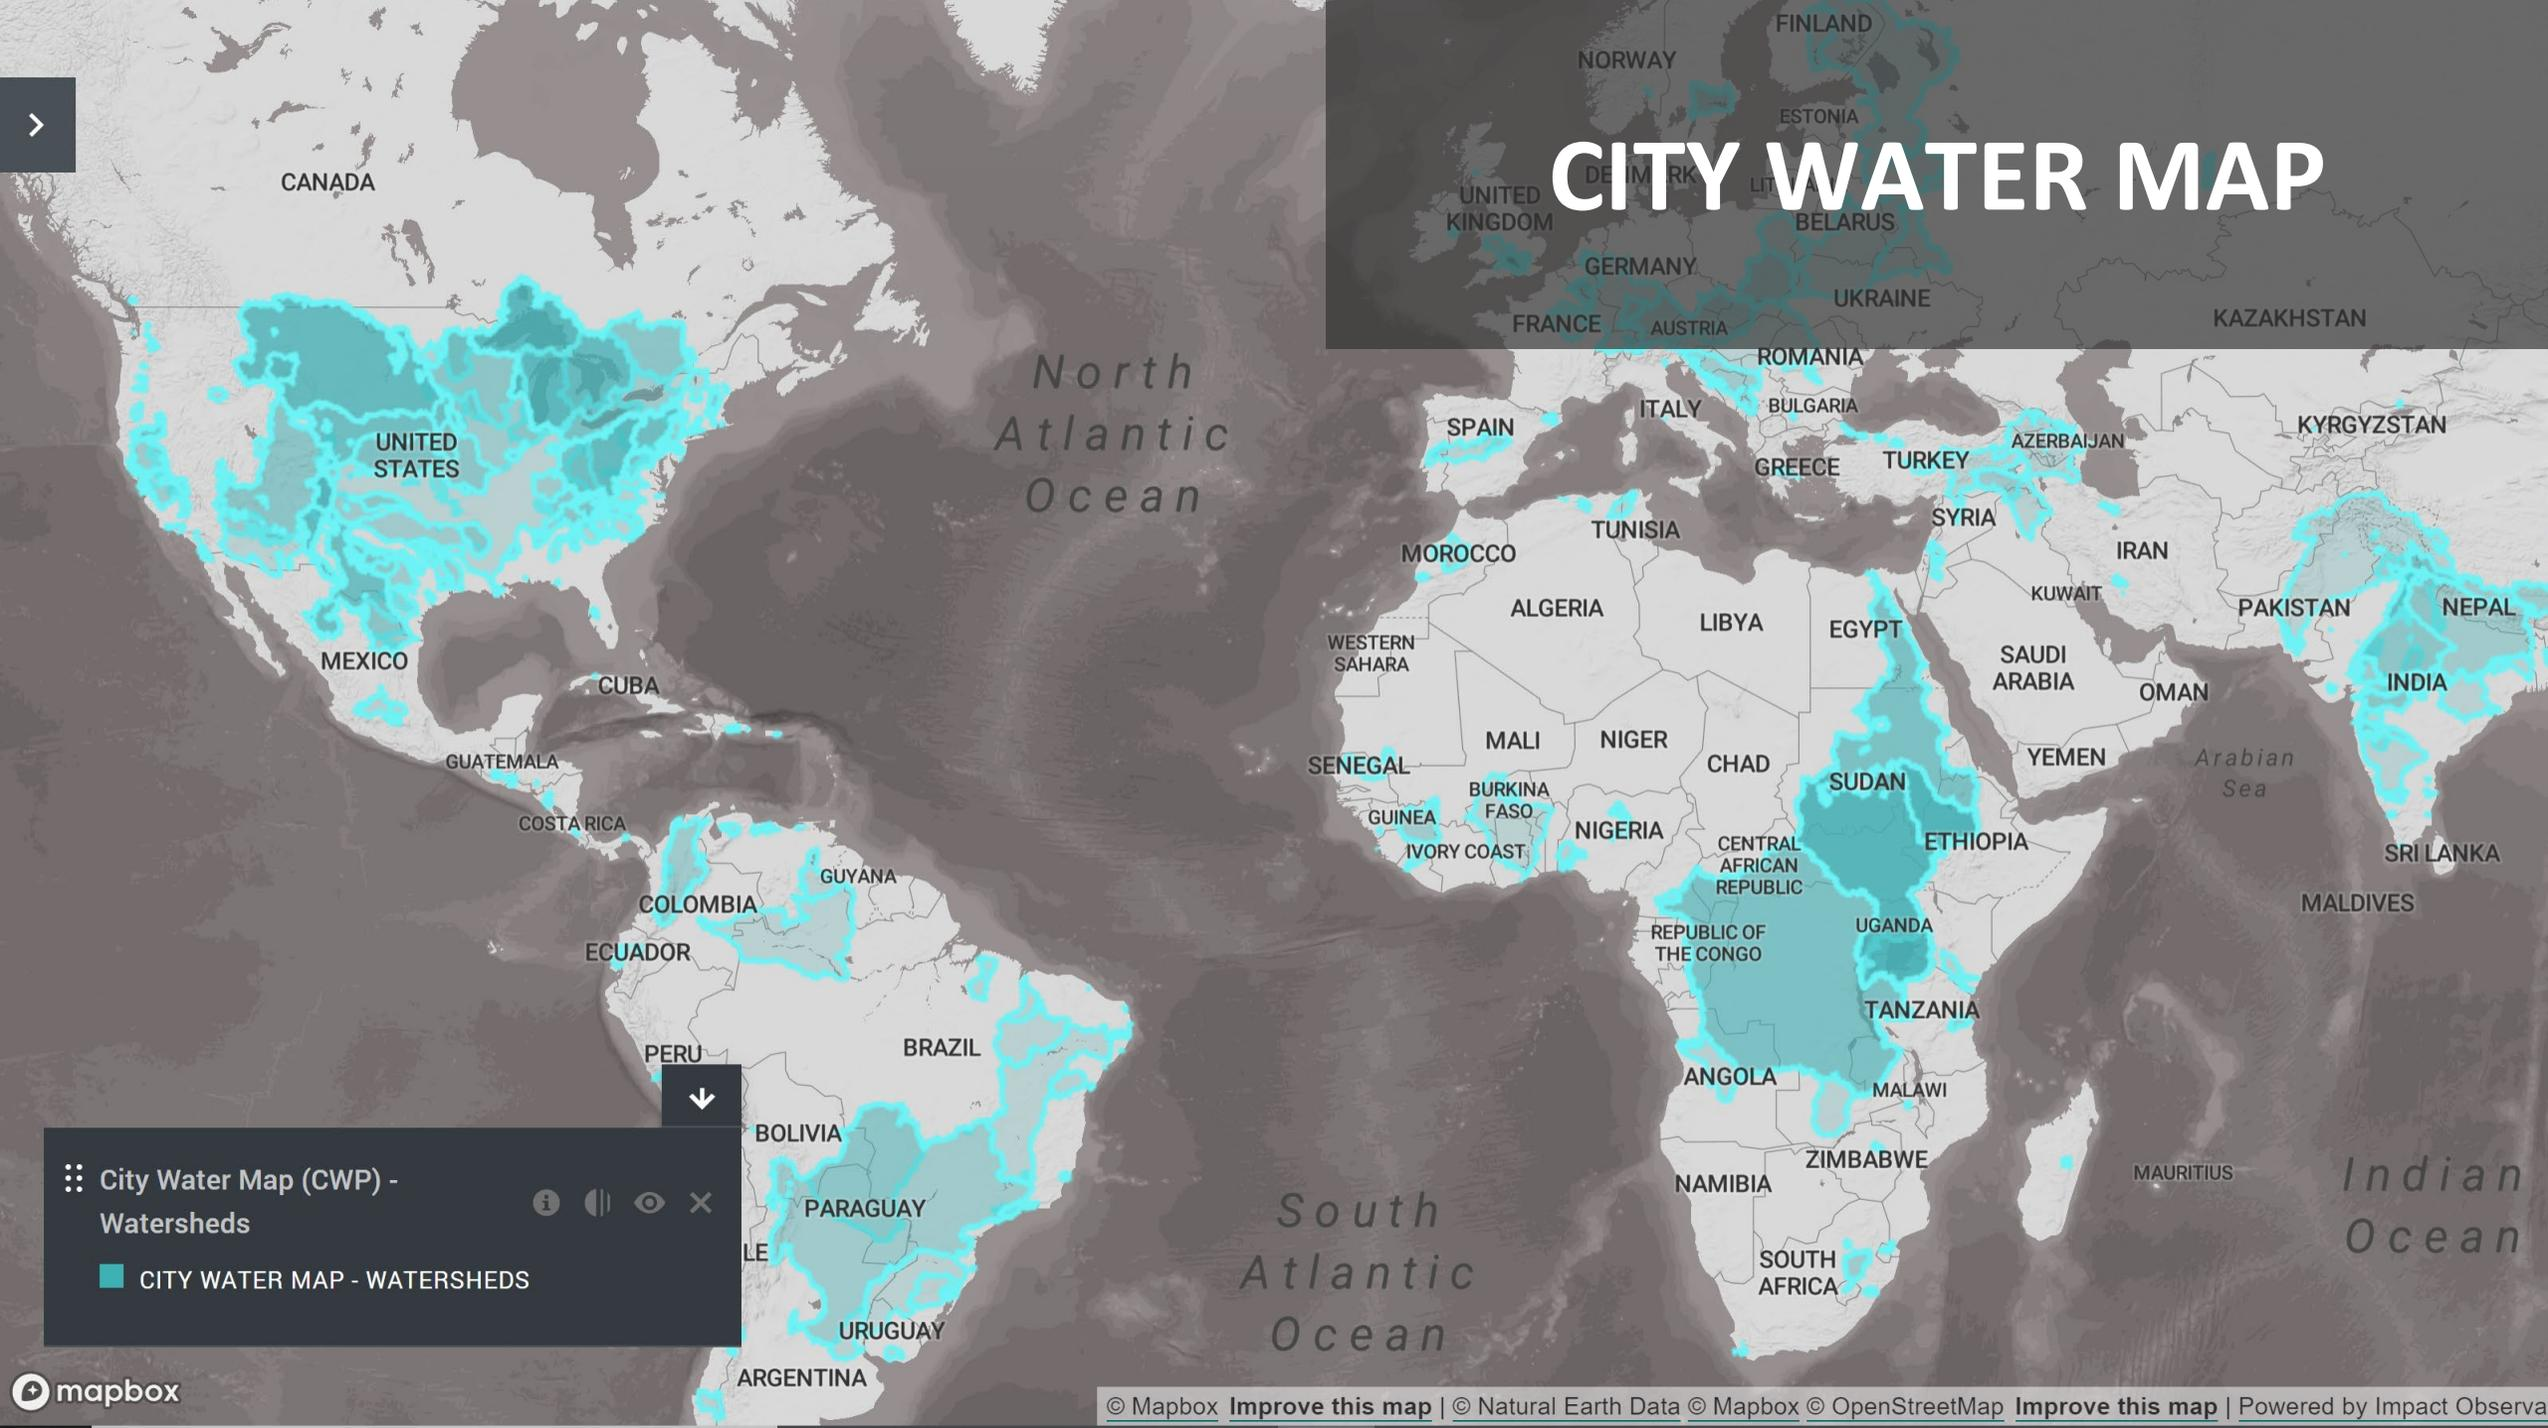 CITY WATER MAP
FINLAND
NORWAY
ESTONIA
UNITED
KINGDOM
DENMARK
BELARUS
GERMANY
UKRAINE
FRANCE
AUSTRIA
KAZAKHSTAN
CANADA
ROMANIA
North
Atlantic
Ocean
ITALY
BULGARIA
SPAIN
KYRGYZSTAN
UNITED
STATES
AZERBAIJAN
GREECE
TURKEY
SYRIA
TUNISIA
MOROCCO
IRAN
KUWAIT
ALGERIA
LIBYA
EGYPT
PAKISTAN
NEPAL
WESTERN
SAHARA
SAUDI
ARABIA
MEXICO
CUBA
OMAN
INDIA
GUATEMALA
MALI
NIGER
SENEGAL
CHAD
YEMEN
Arabian
Sea
SUDAN
BURKINA
FASO
COSTA RICA
GUINEA
NIGERIA
ETHIOPIA
IVORY COAST
CENTRAL
AFRICAN
REPUBLIC
SRI LANKA
GUYANA
COLOMBIA
MALDIVES
ECUADOR
REPUBLIC OF
THE CONGO
UGANDA
TANZANIA
BRAZIL
PERU
ANGOLA
MALAWI
BOLIVIA
ZIMBABWE
NAMIBIA
MAURITIUS
Indian
Ocean
PARAGUAY
South
Atlantic
Ocean
SOUTH
AFRICA
LE
URUGUAY
ARGENTINA
City Water Map (CWP) -
Watersheds
CITY WATER MAP - WATERSHEDS
mapbox
© Mapbox Improve this map | © Natural Earth Data © Mapbox © OpenStreetMap Improve this map | Powered by Impact Observa